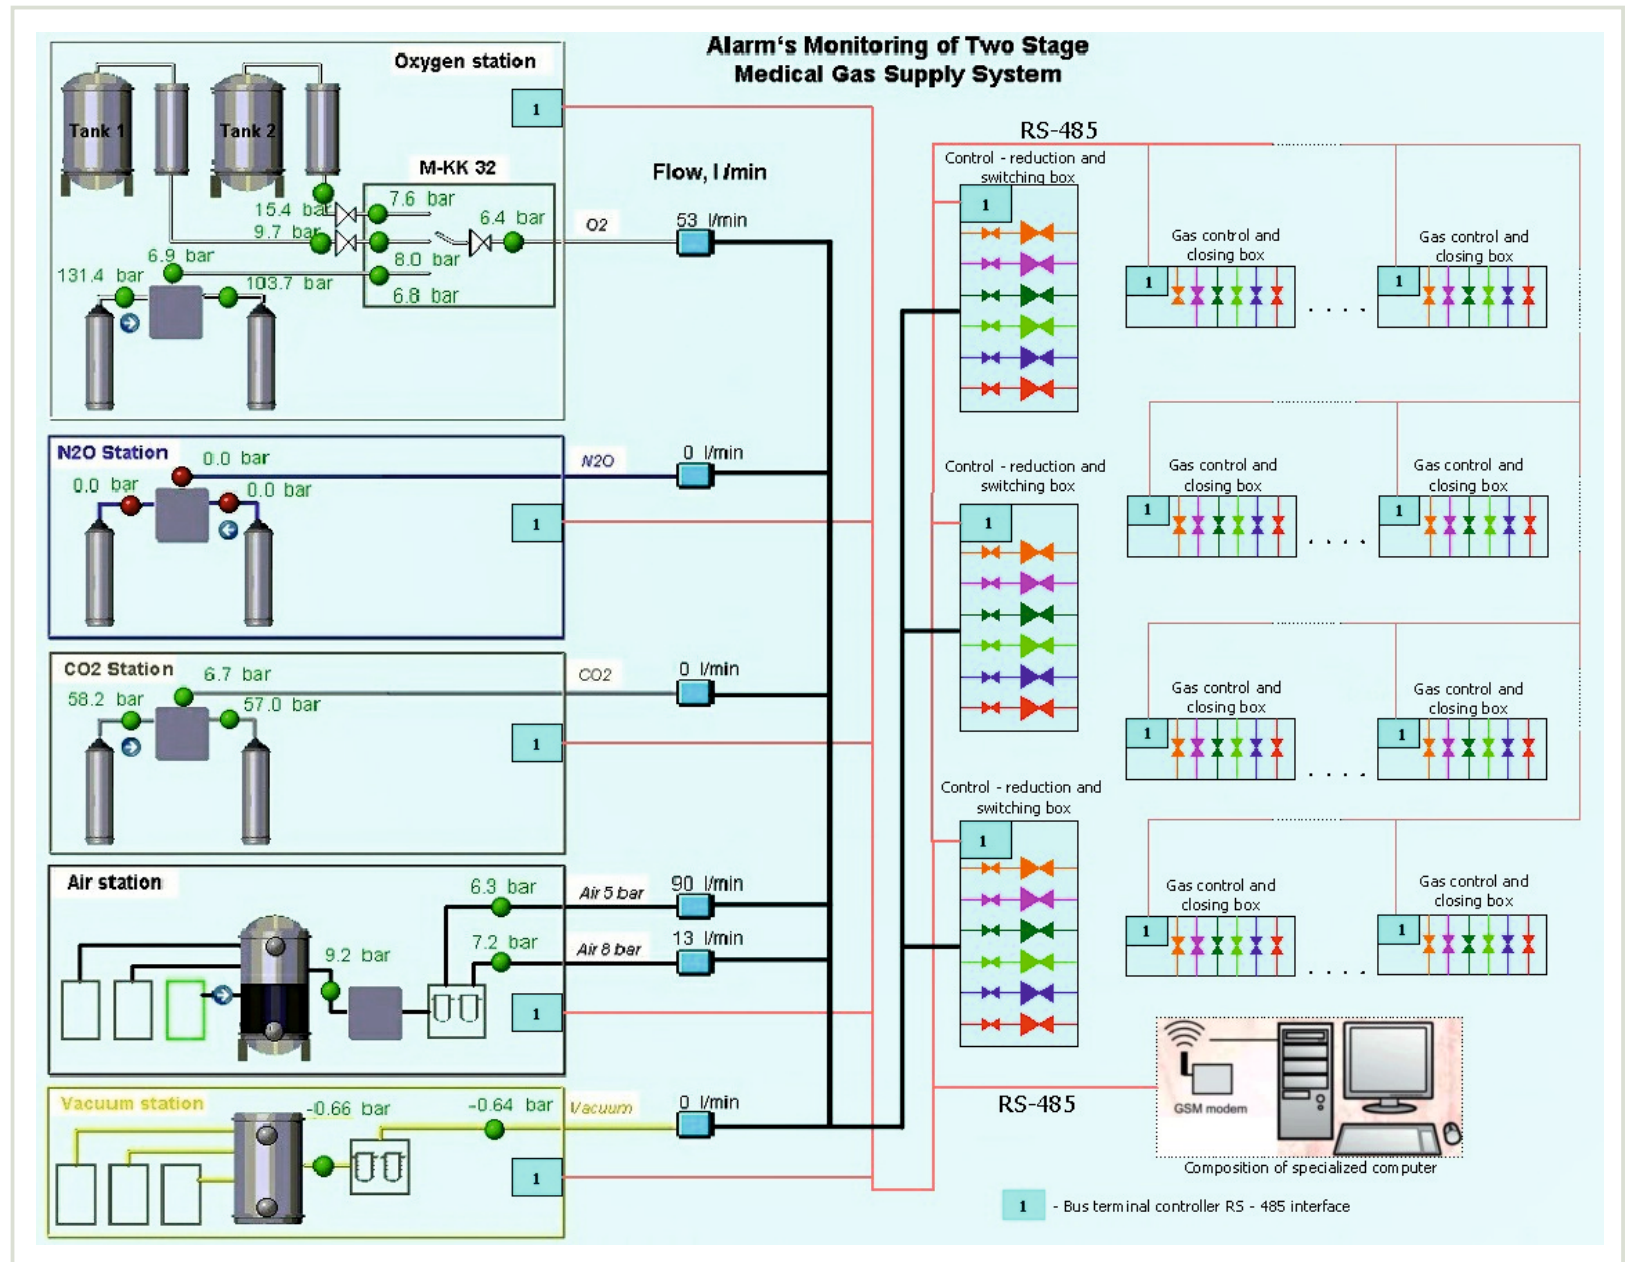 Alarm's Monitoring of Two Stage
Medical Gas Supply System
Oxygen station
1
Tank 1
Tank 2
M-KK 32
15.4 bar
7.6 bar
9.7 bar
6.4 bar
8.0 bar
6.9 bar
131.4 bar
103.7 bar
6.8 bar
O2
Flow, l /min
53 l/min
N2O Station
0.0 bar
0.0 bar
0.0 bar
1
N2O
0 l/min
CO2 Station
6.7 bar
58.2 bar
57.0 bar
1
CO2
0 l/min
Air station
6.3 bar
9.2 bar
7.2 bar
1
Air 5 bar
90 l/min
Air 8 bar
13 l/min
Vacuum station
-0.66 bar
-0.64 bar
1
Vacuum
0 l/min
RS-485
Control - reduction and
switching box
1
Control - reduction and
switching box
1
Control - reduction and
switching box
1
Gas control and
closing box
1
. . . .
Gas control and
closing box
1
Gas control and
closing box
1
. . . .
Gas control and
closing box
1
Gas control and
closing box
1
. . . .
Gas control and
closing box
1
Gas control and
closing box
1
. . . .
Gas control and
closing box
1
RS-485
GSM modem
Composition of specialized computer
1 - Bus terminal controller RS - 485 interface